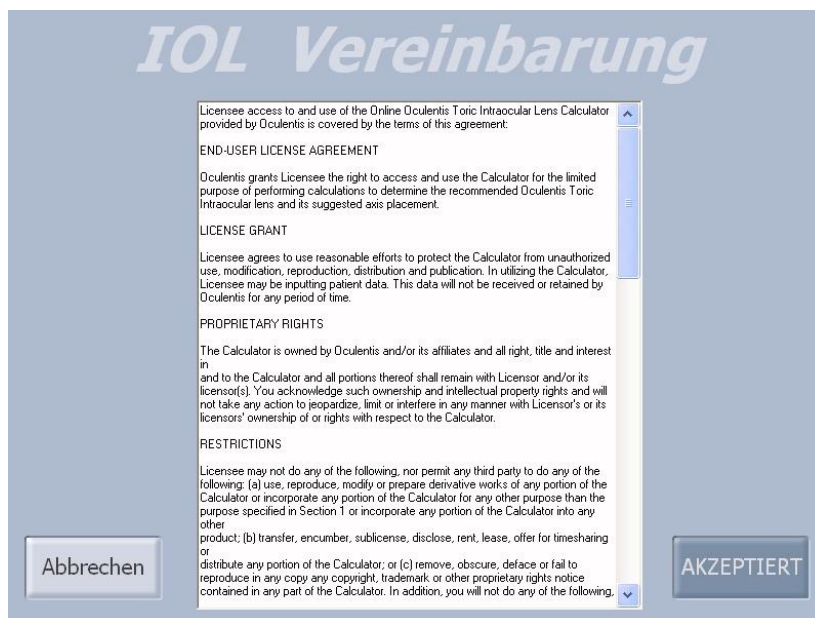 IOL Vereinbarung
Licensee access to and use of the Online Oculentis Toric Intraocular Lens Calculator
provided by Oculentis is covered by the terms of this agreement:
END-USER LICENSE AGREEMENT
Oculentis grants Licensee the right to access and use the Calculator for the limited
purpose of performing calculations to determine the recommended Oculentis Toric
Intraocular lens and its suggested axis placement.
LICENSE GRANT
Licensee agrees to use reasonable efforts to protect the Calculator from unauthorized
use, modification, reproduction, distribution and publication. In utilizing the Calculator,
Licensee may be inputting patient data. This data will not be received or retained by
Oculentis for any period of time.
PROPRIETARY RIGHTS
The Calculator is owned by Oculentis and/or its affiliates and all right, title and interest
in
and to the Calculator and all portions thereof shall remain with Licensor and/or its
licensor(s). You acknowledge such ownership and intellectual property rights and will
not take any action to jeopardize, limit or interfere in any manner with Licensor's or its
licensors' ownership of or rights with respect to the Calculator.
RESTRICTIONS
Licensee may not do any of the following, nor permit any third party to do any of the
following: (a) use, reproduce, modify or prepare derivative works of any portion of the
Calculator or incorporate any portion of the Calculator for any other purpose than the
purpose specified in Section 1 or incorporate any portion of the Calculator into any
other
product; (b) transfer, encumber, sublicense, disclose, rent, lease, offer for timesharing
or
distribute any portion of the Calculator; or (c) remove, obscure, deface or fail to
reproduce in any copy any copyright, trademark or other proprietary rights notice
contained in any part of the Calculator. In addition, you will not do any of the following,
Abbrechen
AKZEPTIERT